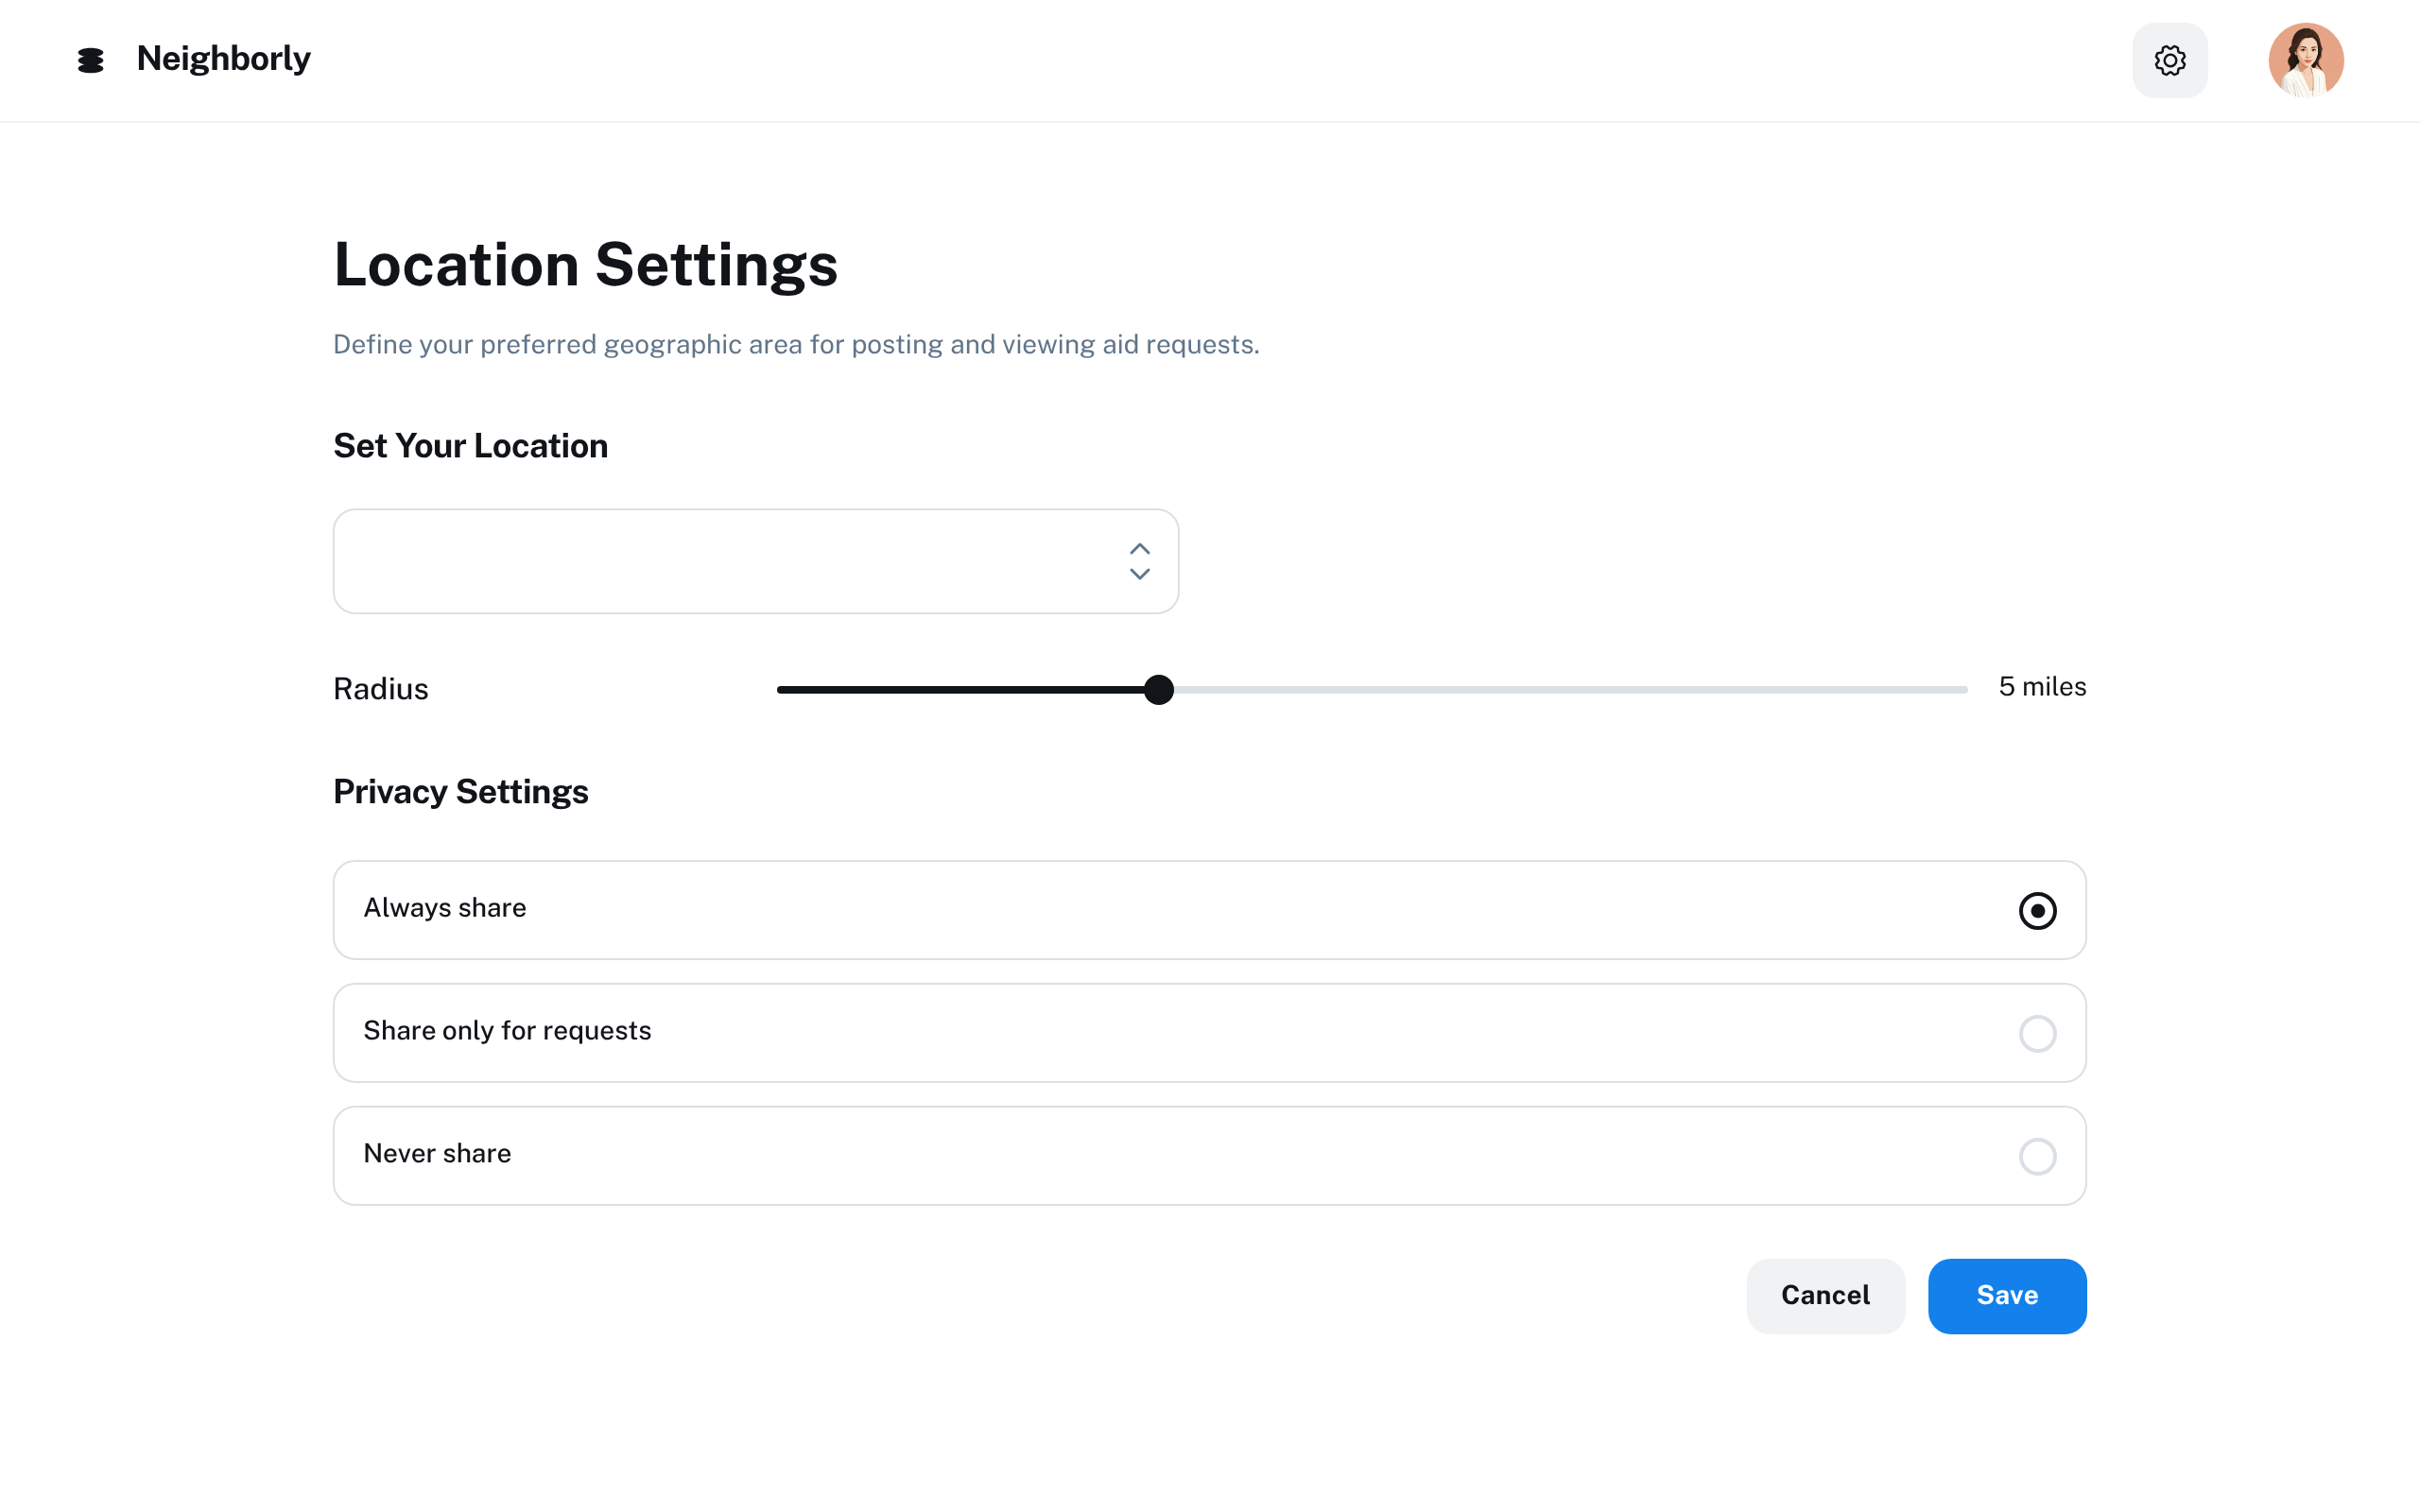 Neighborly
Location Settings
Define your preferred geographic area for posting and viewing aid requests.
Set Your Location
Radius
5 miles
Privacy Settings
Always share
Share only for requests
Never share
Cancel
Save